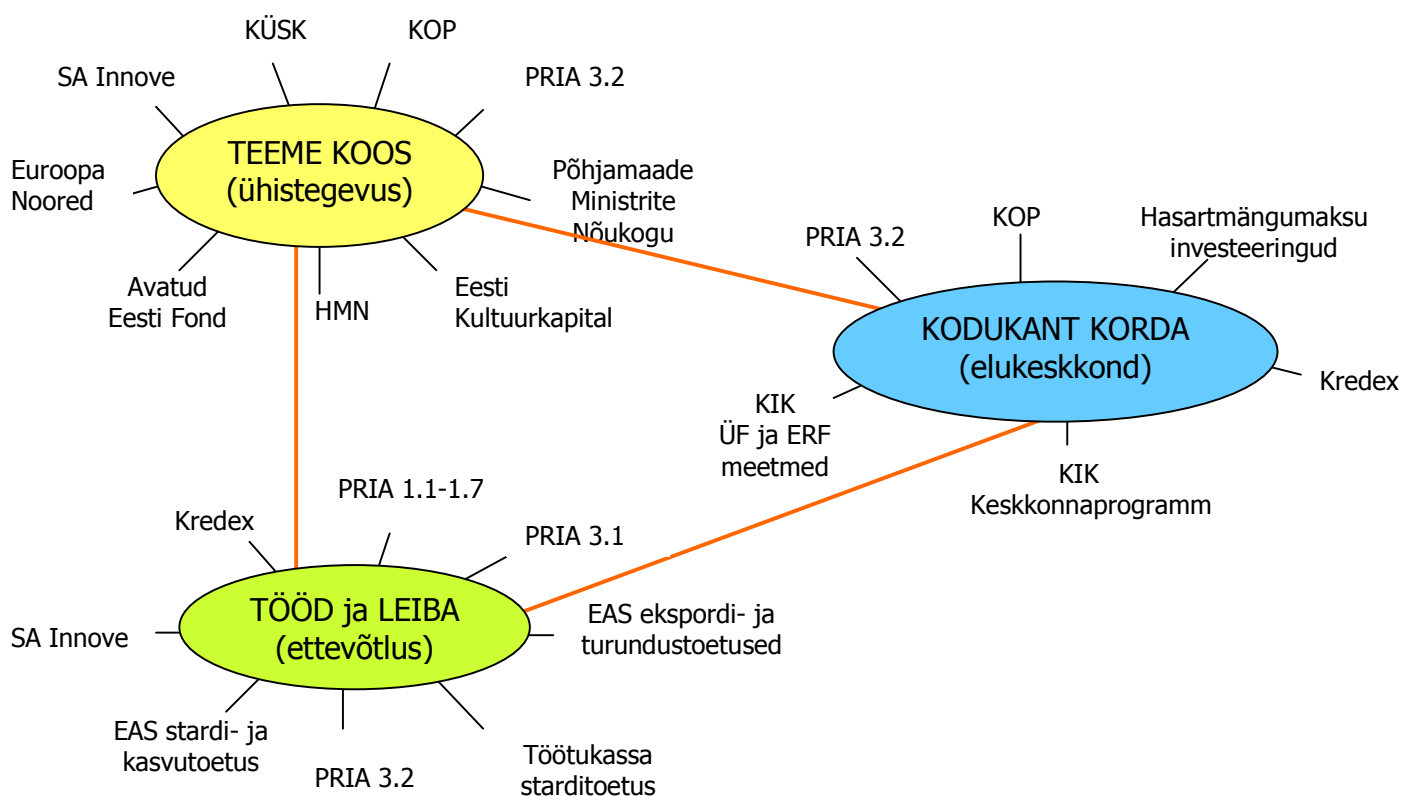 KÜSK
KOP
SA Innove
PRIA 3.2
TEEME KOOS
(ühistegevus)
Euroopa
Noored
Põhjamaade
Ministrite
Nõukogu
Avatud
Eesti Fond
HMN
Eesti
Kultuurkapital
PRIA 3.2
KOP
Hasartmängumaksu
investeeringud
KODUKANT KORDA
(elukeskkond)
Kredex
KIK
ÜF ja ERF
meetmed
KIK
Keskkonnaprogramm
PRIA 1.1-1.7
Kredex
PRIA 3.1
TÖÖD ja LEIBA
(ettevõtlus)
SA Innove
EAS ekspordi- ja
turundustoetused
EAS stardi- ja
kasvutoetus
PRIA 3.2
Töötukassa
starditoetus